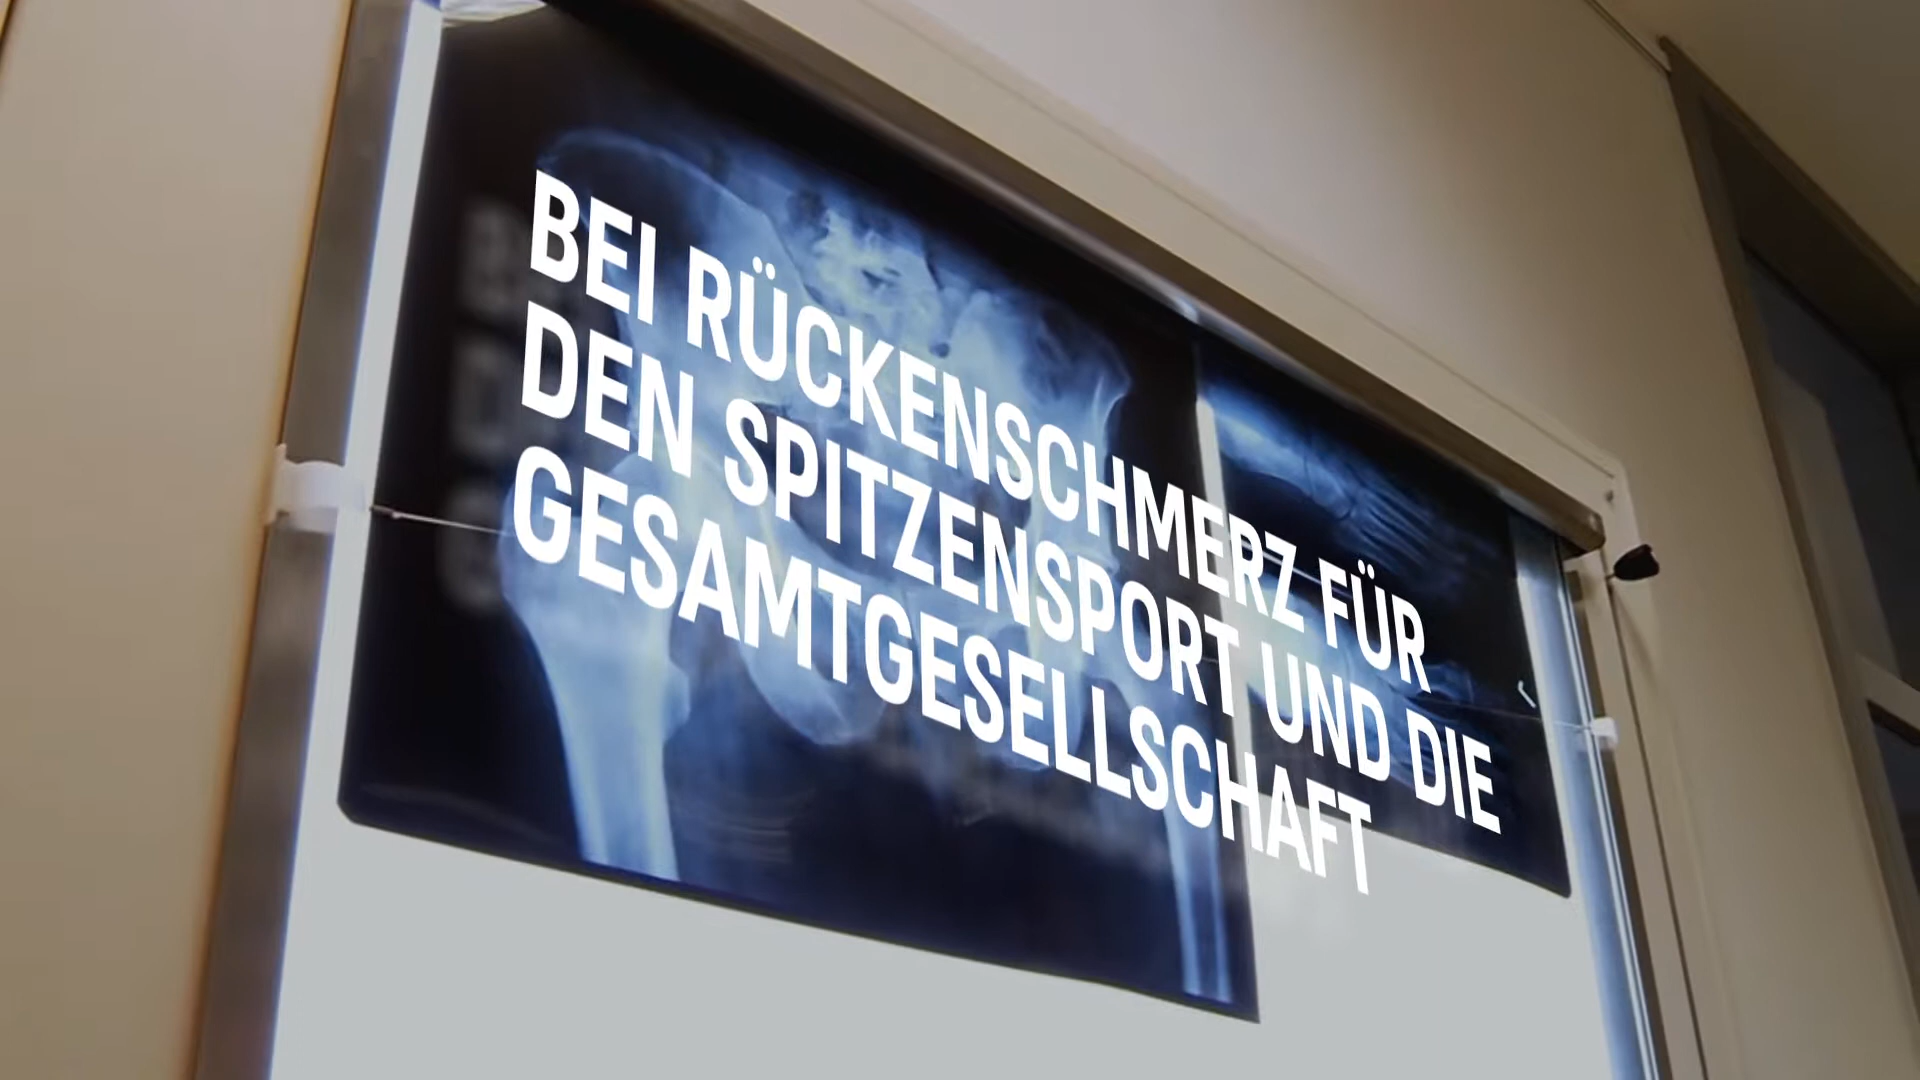 BEI RÜCKENSCHMERZ FÜR
DEN SPITZENSPORT UND DIE
GESAMTGESELLSCHAFT